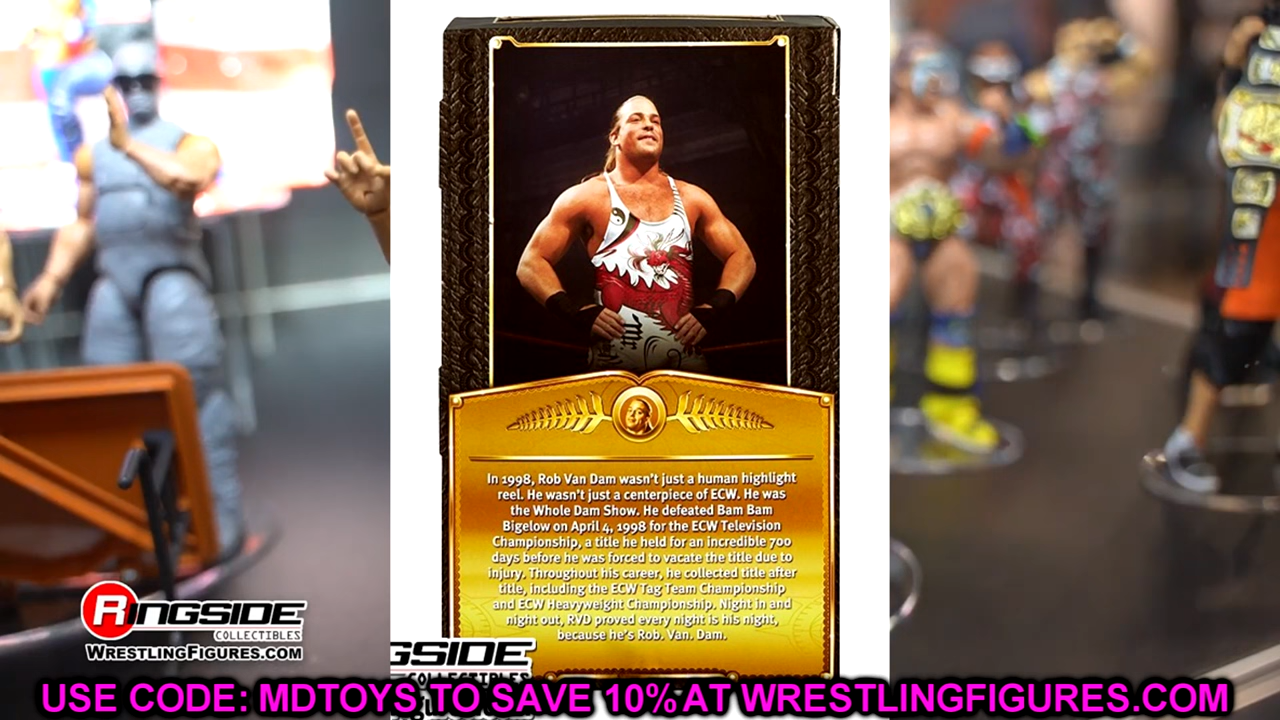 In 1998, Rob Van Dam wasn't just a human highlight
reel. He wasn't just a centerpiece of ECW. He was
the Whole Dam Show. He defeated Bam Bam
Bigelow on April 4, 1998 for the ECW Television
Championship, a title he held for an incredible 700
days before he was forced to vacate the title due to
injury. Throughout his career, he collected title after
title, including the ECW Tag Team Championship
and ECW Heavyweight Championship. Night in and
night out, RVD proved every night is his night,
because he's Rob. Van. Dam.
RINGSIDE
COLLECTIBLES
WRESTLINGFIGURES.COM
GSIDE
COLLECTIBLES
USE CODE: MDTOYS TO SAVE 10% AT WRESTLINGFIGURES.COM